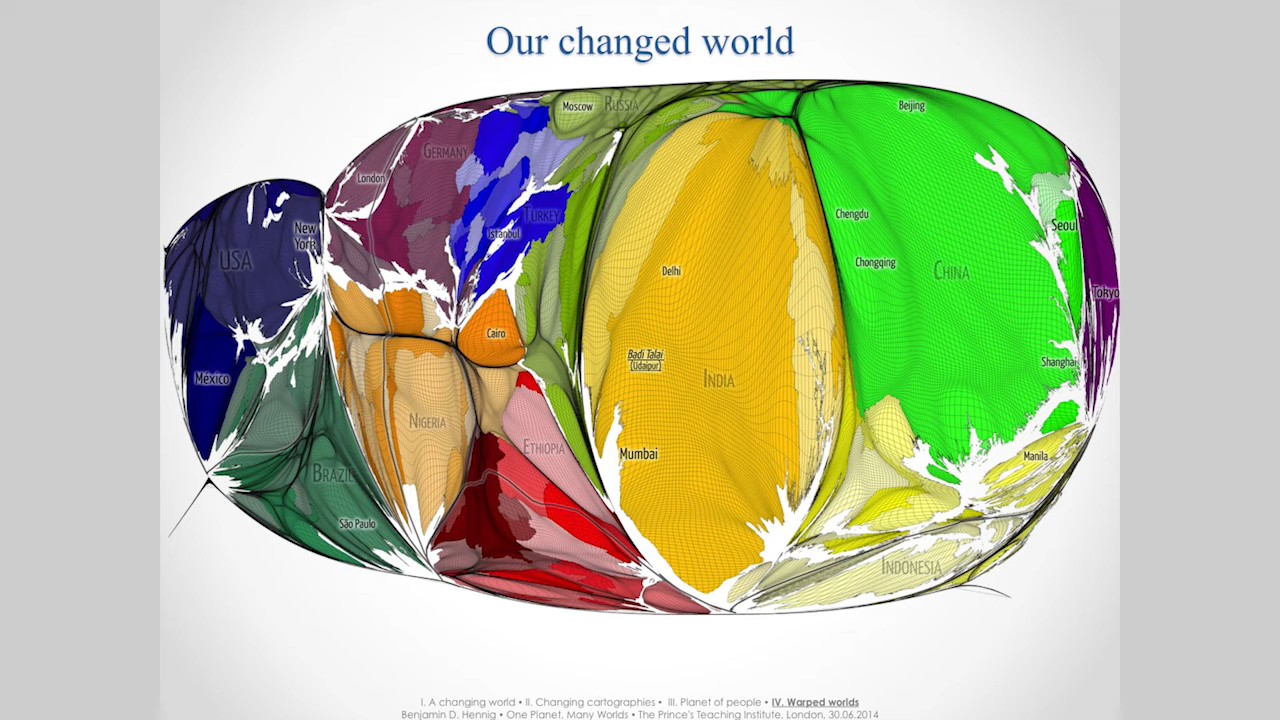 Our changed world
Moscow
RUSSIA
Beijing
GERMANY
London
New
York
TURKEY
Istanbul
Chengdu
Seoul
USA
Delhi
Chongqing
CHINA
Tokyo
Cairo
México
Badi Talai
(Udaipur)
Shanghai
INDIA
NIGERIA
ETHIOPIA
Mumbai
Manila
BRAZIL
São Paulo
INDONESIA
I. A changing world • II. Changing cartographies • III. Planet of people • IV. Warped worlds
Benjamin D. Hennig • One Planet, Many Worlds • The Prince's Teaching Institute, London, 30.06.2014